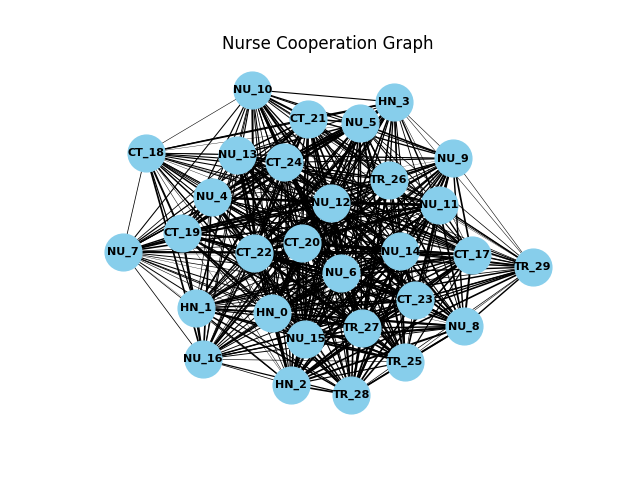 Nurse Cooperation Graph
NU_10
HN_3
CT_21
NU_5
CT_18
NU_13
CT_24
NU_9
TR_26
NU_4
NU_12
NU_11
CT_19
CT_20
NU_7
CT_22
NU_14
CT_17
TR_29
NU_6
CT_23
HN_1
HN_0
TR_27
NU_8
NU_15
NU_16
TR_25
HN_2
TR_28